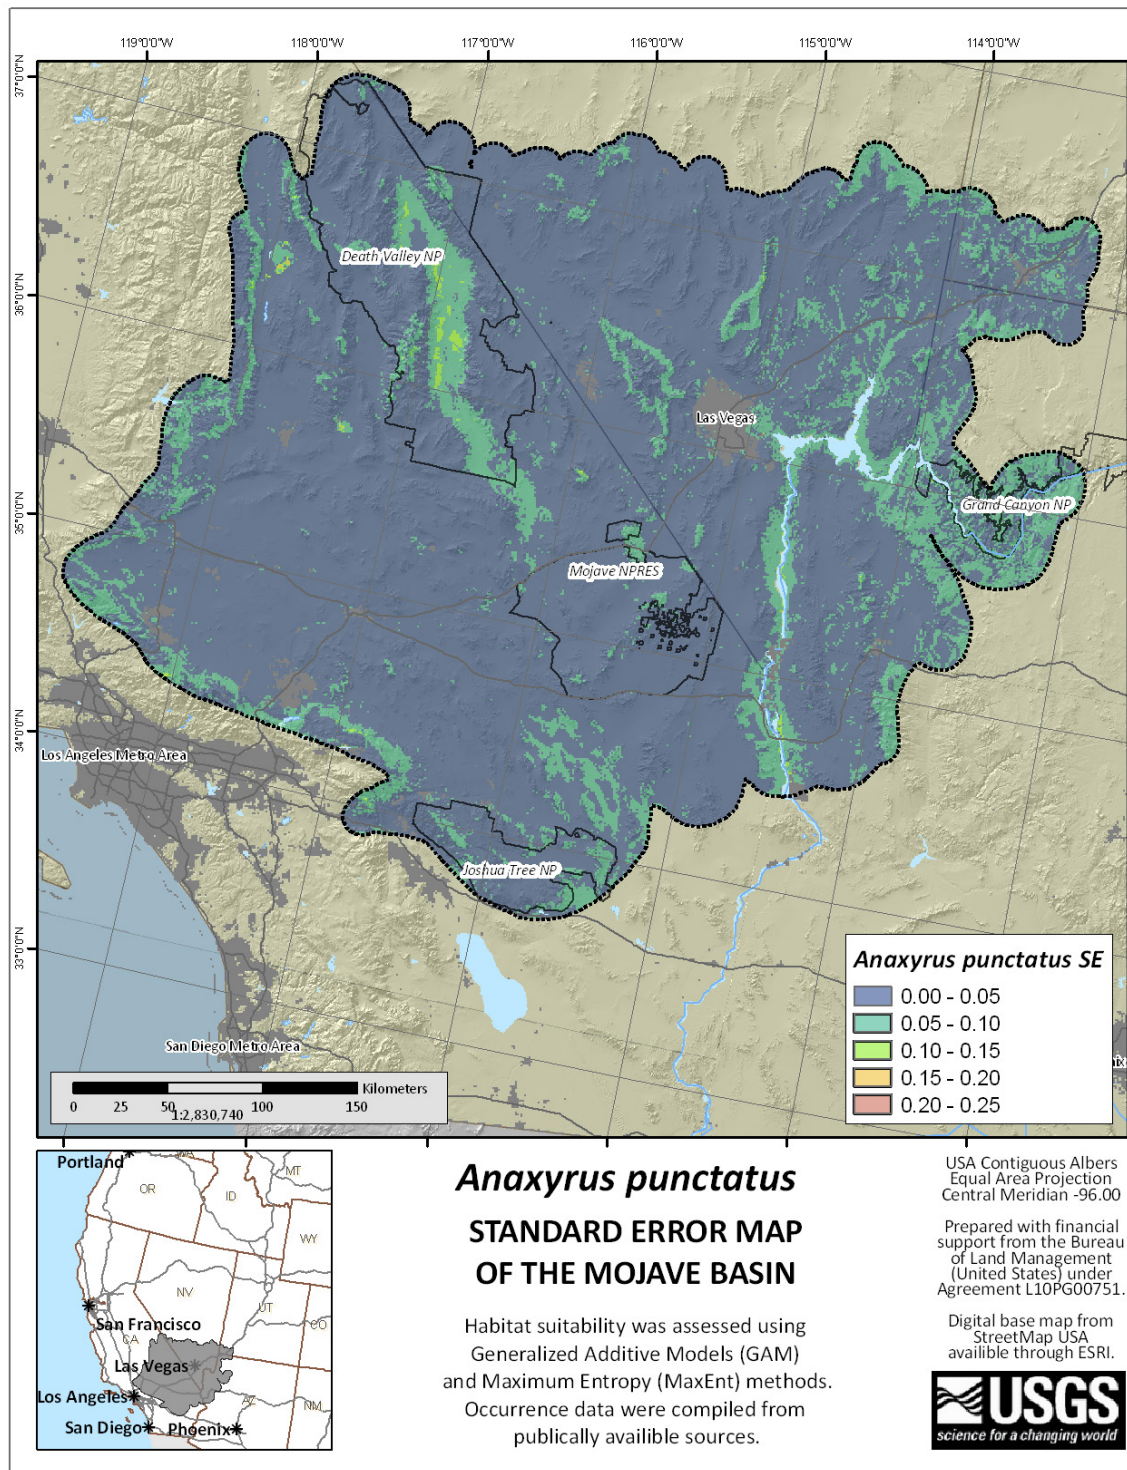 119°0'0"W
118°0'0"W
117°0'0"W
116°0'0"W
115°0'0"W
114°0'0"W
37°0'0"N
36°0'0"N
35°0'0"N
34°0'0"N
33°0'0"N
Death Valley NP
Las Vegas
Grand Canyon NP
Mojave NPRES
Los Angeles Metro Area
Joshua Tree NP
San Diego Metro Area
Anaxyrus punctatus SE
0.00 - 0.05
0.05 - 0.10
0.10 - 0.15
0.15 - 0.20
0.20 - 0.25
Kilometers
0 25 50 100 150
1:2,830,740
Portland
WA
MT
OR
ID
WY
NV
UT
CO
San Francisco
CA
Las Vegas
Los Angeles
AZ
NM
San Diego
Phoenix
Anaxyrus punctatus
STANDARD ERROR MAP
OF THE MOJAVE BASIN
Habitat suitability was assessed using
Generalized Additive Models (GAM)
and Maximum Entropy (MaxEnt) methods.
Occurrence data were compiled from
publically availible sources.
USA Contiguous Albers
Equal Area Projection
Central Meridian -96.00
Prepared with financial
support from the Bureau
of Land Management
(United States) under
Agreement L10PG00751.
Digital base map from
StreetMap USA
availible through ESRI.
USGS
science for a changing world